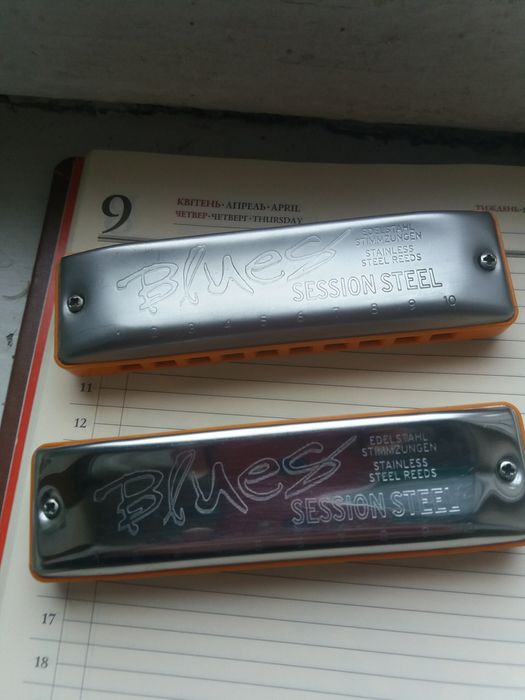 9
КВІТЕНЬ • АПРЕЛЬ • APRIL
ЧЕТВЕР • ЧЕТВЕРГ • THURSDAY
ТИЖДЕНЬ
Blues
EDELSTAHL
STIMMZUNGEN
STAINLESS
STEEL REEDS
SESSION STEEL
1 2 3 4 5 6 7 8 9 10
11
12
Blues
EDELSTAHL
STIMMZUNGEN
STAINLESS
STEEL REEDS
SESSION STEEL
17
18